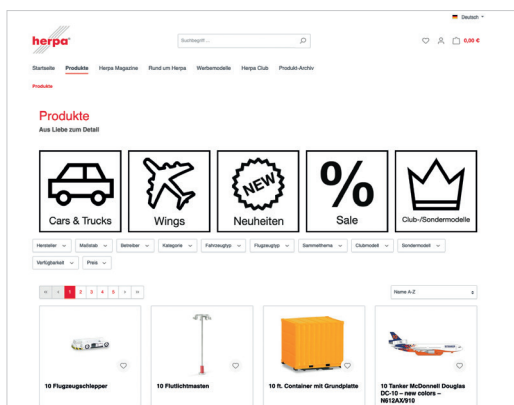 Deutsch
herpa
Suchbegriff ...
0,00 €
Startseite Produkte Herpa Magazine Rund um Herpa Werbemodelle Herpa Club Produkt-Archiv
Produkte
Produkte
Aus Liebe zum Detail
NEW
%
Cars & Trucks Wings Neuheiten Sale Club-/Sondermodelle
Hersteller Maßstab Betreiber Kategorie Fahrzeugtyp Flugzeugtyp Sammelthema Clubmodell Sondermodell
Verfügbarkeit Preis
« < 1 2 3 4 5 > »
Name A-Z
10 Flugzeugschlepper
10 Flutlichtmasten
10 ft. Container mit Grundplatte
10 Tanker McDonnell Douglas
DC-10 – new colors –
N612AX/910